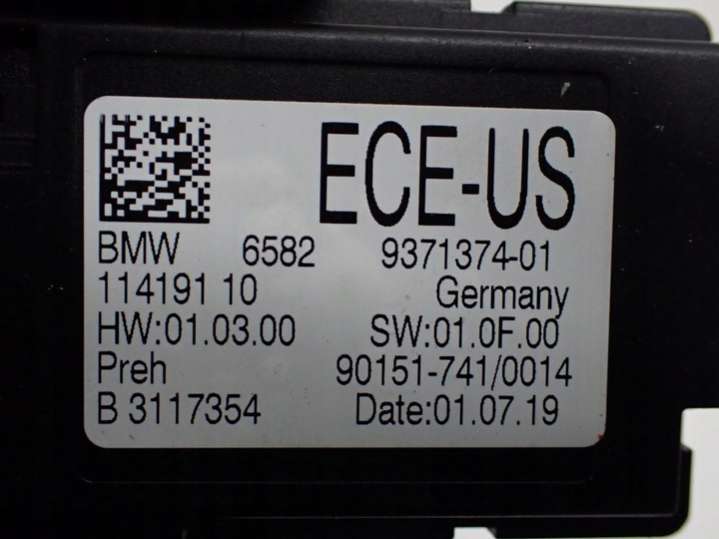 ECE-US
BMW 6582 9371374-01
114191 10 Germany
HW:01.03.00 SW:01.0F.00
Preh 90151-741/0014
B 3117354 Date:01.07.19